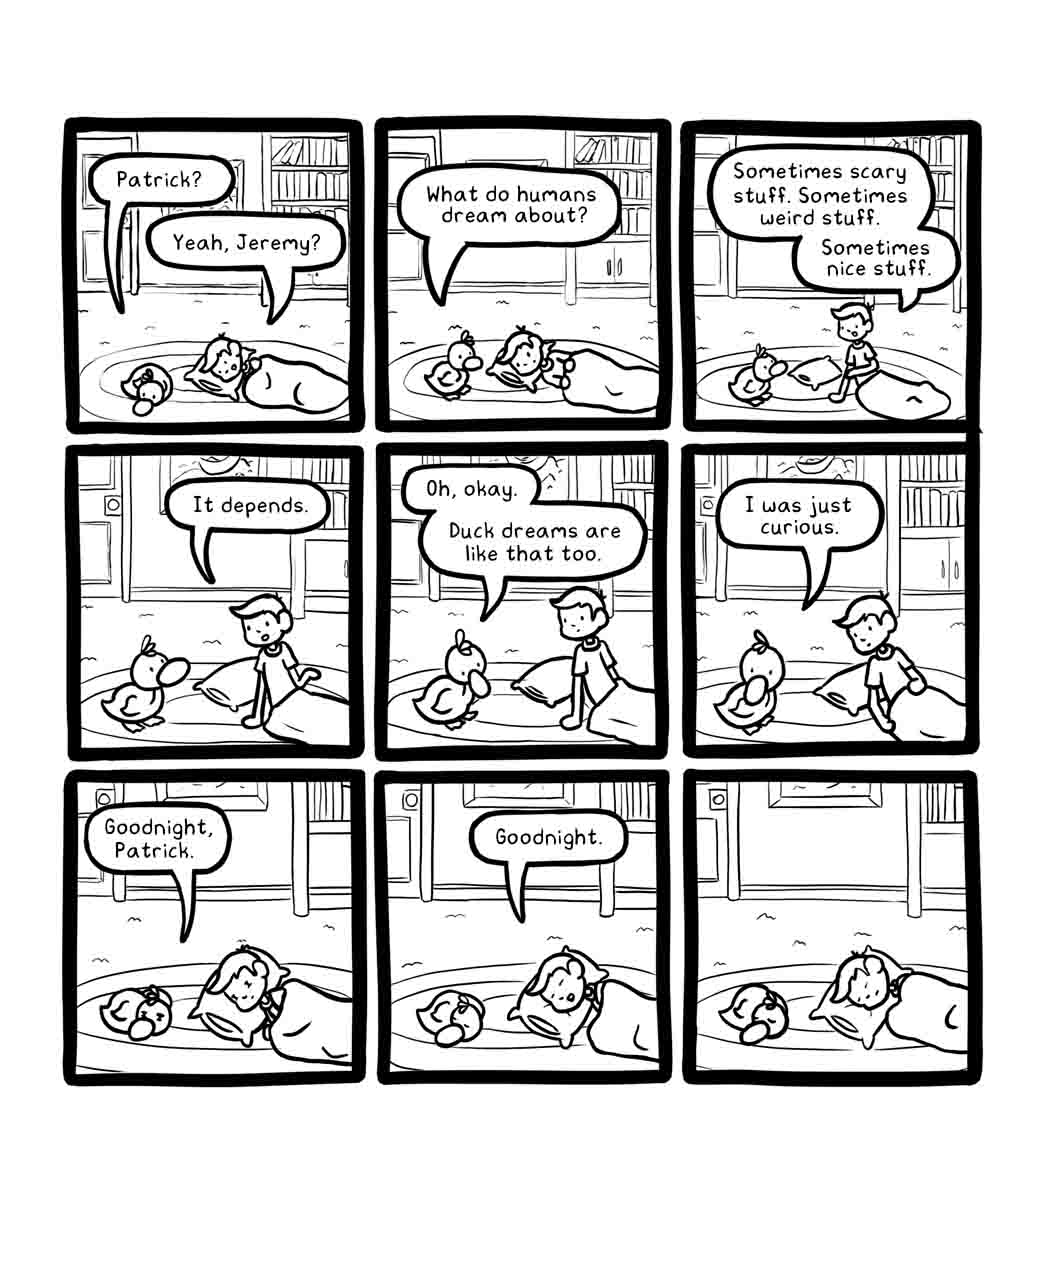 Patrick?
Yeah, Jeremy?
What do humans
dream about?
Sometimes scary
stuff. Sometimes
weird stuff.
Sometimes
nice stuff.
It depends.
Oh, okay.
Duck dreams are
like that too.
I was just
curious.
Goodnight,
Patrick.
Goodnight.